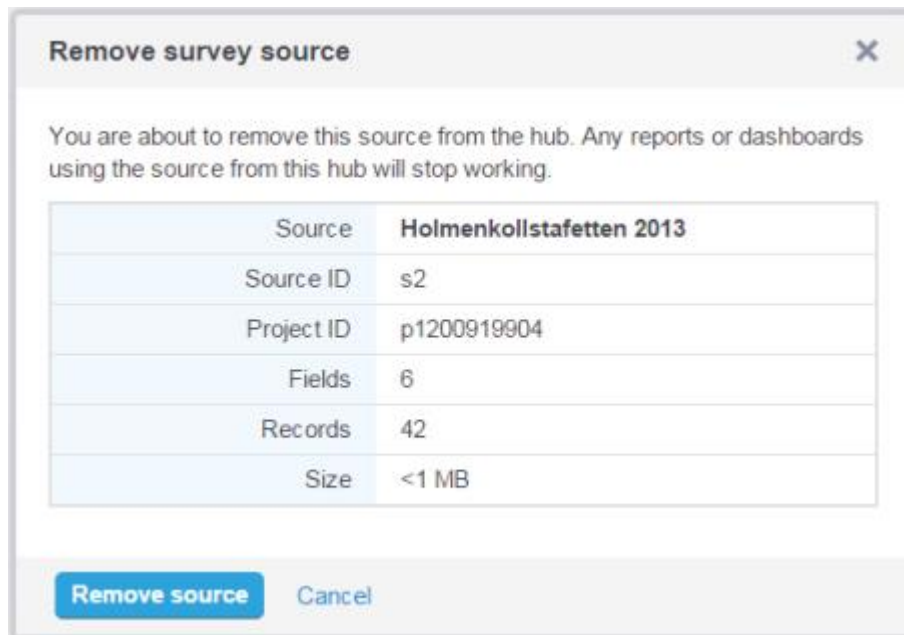 Remove survey source
You are about to remove this source from the hub. Any reports or dashboards
using the source from this hub will stop working.
Source Holmenkollstafetten 2013
Source ID s2
Project ID p1200919904
Fields 6
Records 42
Size <1 MB
Remove source Cancel